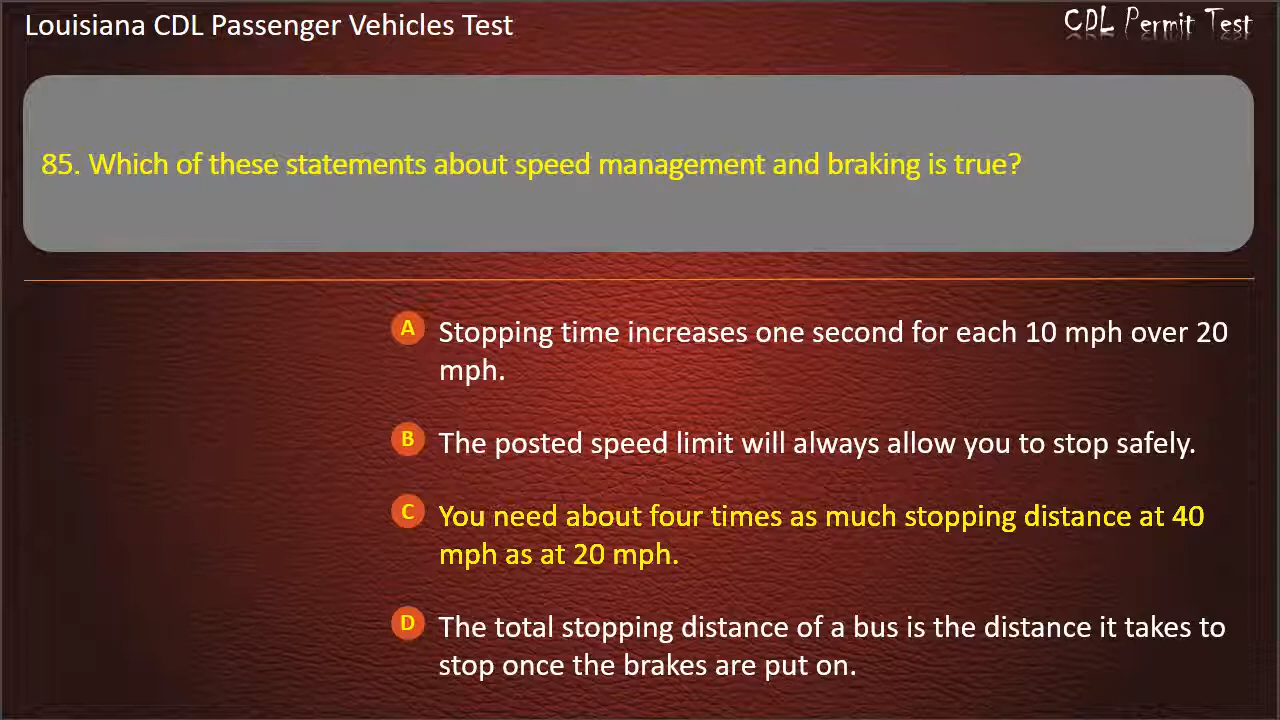 Louisiana CDL Passenger Vehicles Test
CDL Permit Test
85. Which of these statements about speed management and braking is true?
A Stopping time increases one second for each 10 mph over 20
mph.
B The posted speed limit will always allow you to stop safely.
C You need about four times as much stopping distance at 40
mph as at 20 mph.
D The total stopping distance of a bus is the distance it takes to
stop once the brakes are put on.